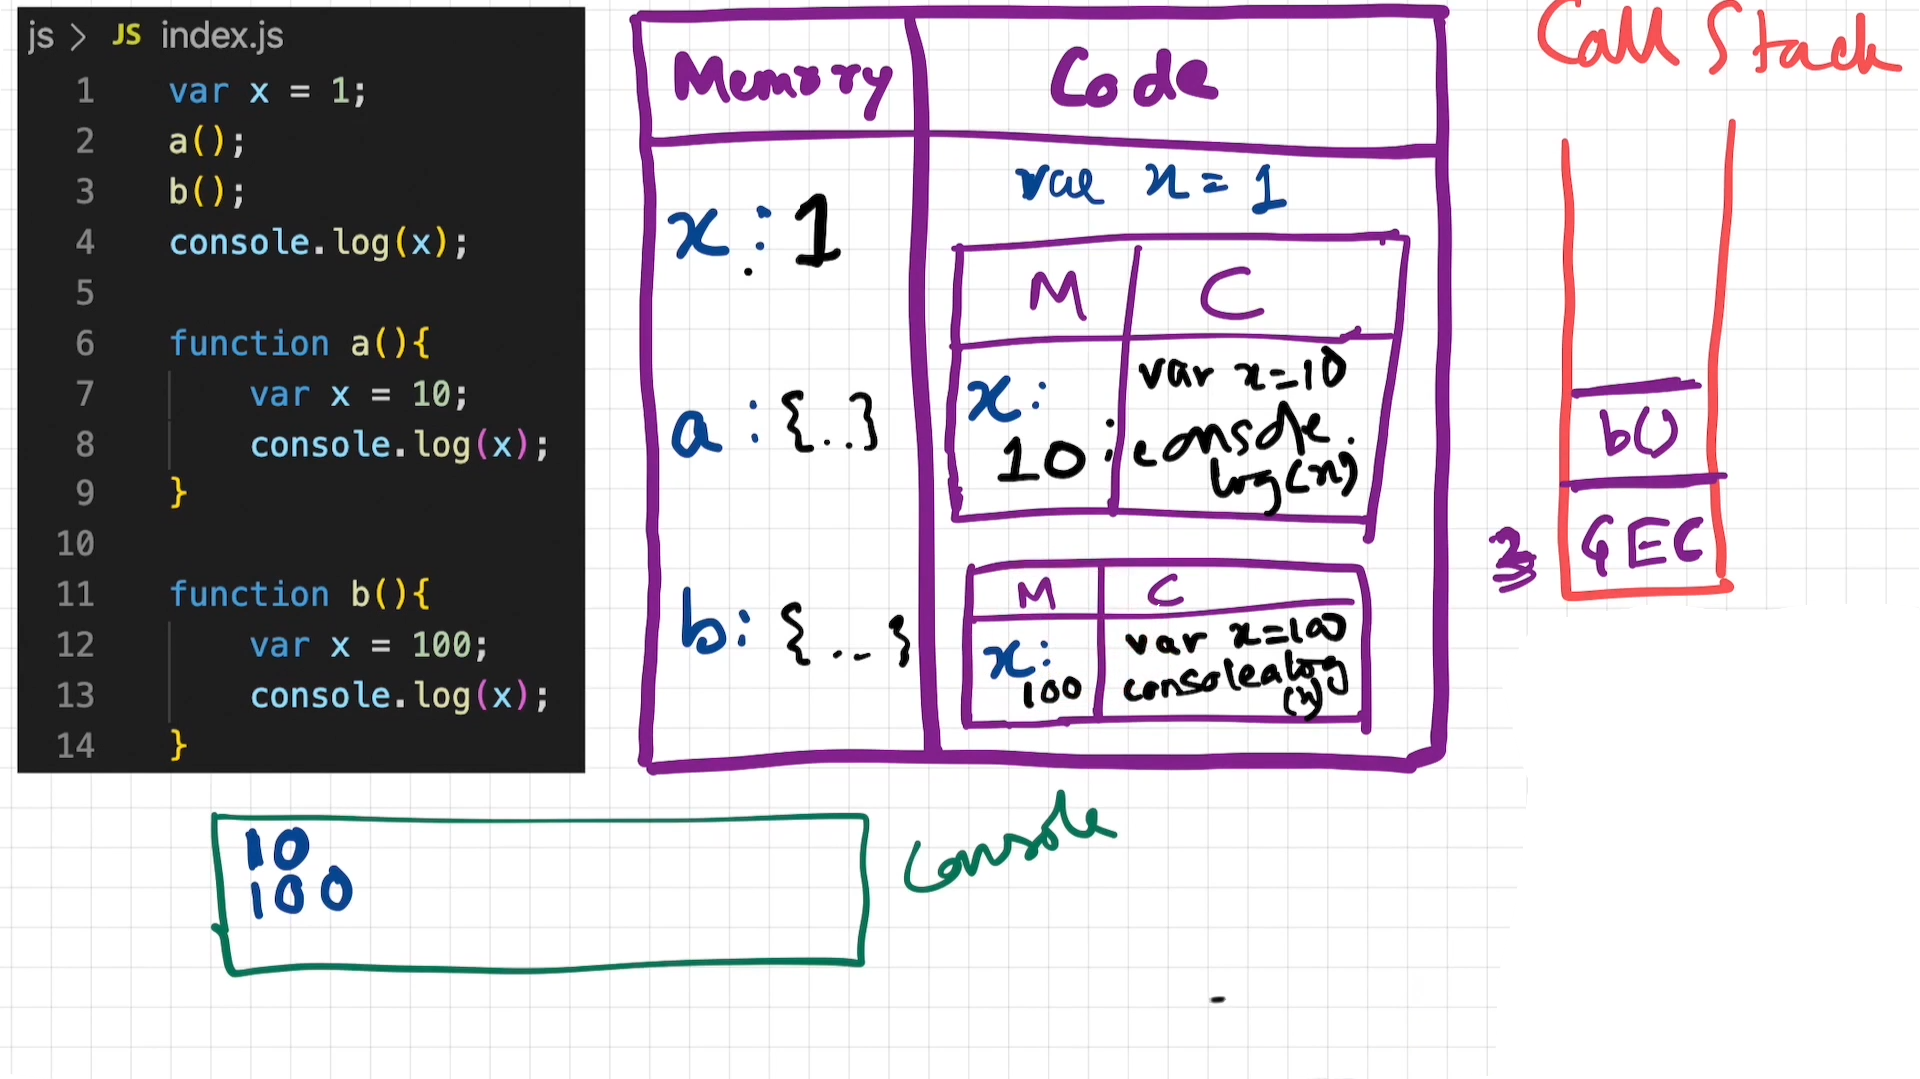 js > JS index.js
1 var x = 1;
2 a();
3 b();
4 console.log(x);
5
6 function a(){
7 var x = 10;
8 console.log(x);
9 }
10
11 function b(){
12 var x = 100;
13 console.log(x);
14 }
Memory
Code
x : 1
a : {..}
b : {...}
var x = 1
M
C
x:
10
var x=10
console.
log(x)
M
C
x:
100
var x=100
console.log
(x)
Call Stack
b()
GEC
Console
10
100